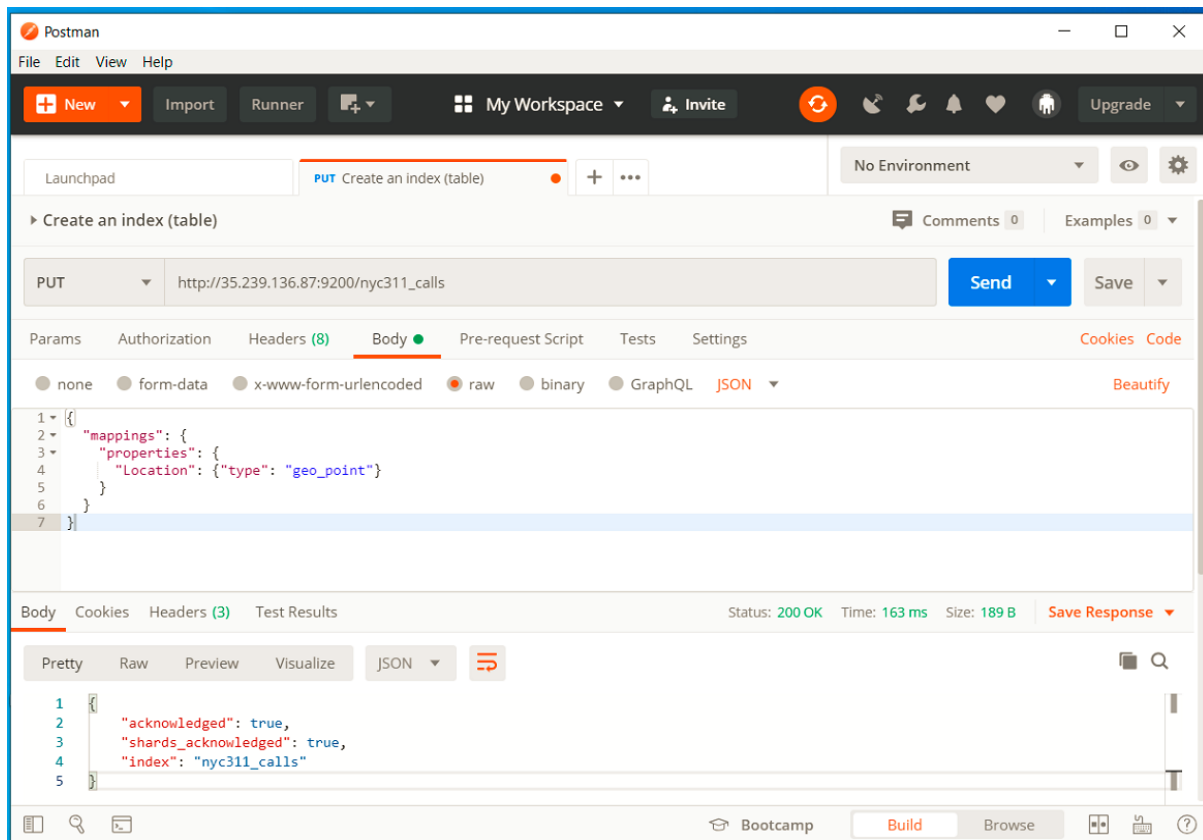 Postman
File Edit View Help
New Import Runner My Workspace Invite Upgrade
Launchpad PUT Create an index (table) No Environment
Create an index (table) Comments 0 Examples 0
PUT http://35.239.136.87:9200/nyc311_calls Send Save
Params Authorization Headers (8) Body Pre-request Script Tests Settings Cookies Code
none form-data x-www-form-urlencoded raw binary GraphQL JSON Beautify
1 {
2 "mappings": {
3 "properties": {
4 "Location": {"type": "geo_point"}
5 }
6 }
7 }
Body Cookies Headers (3) Test Results Status: 200 OK Time: 163 ms Size: 189 B Save Response
Pretty Raw Preview Visualize JSON
1 {
2 "acknowledged": true,
3 "shards_acknowledged": true,
4 "index": "nyc311_calls"
5 }
Bootcamp Build Browse